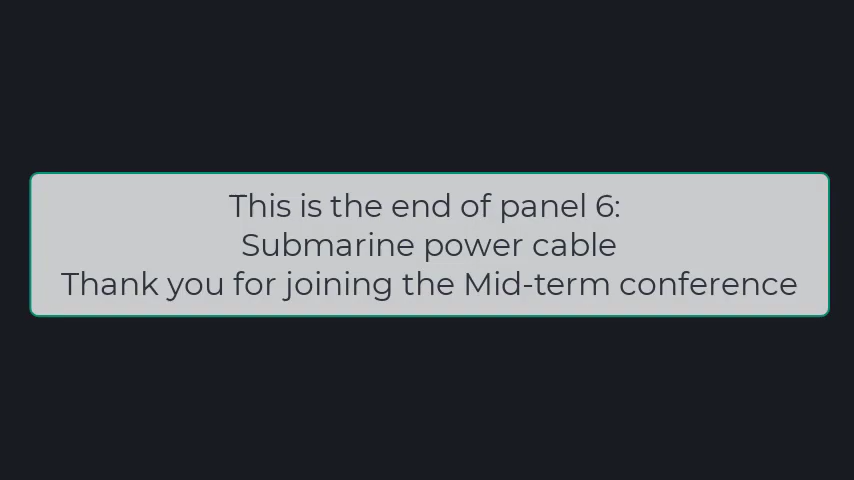 This is the end of panel 6:
Submarine power cable
Thank you for joining the Mid-term conference